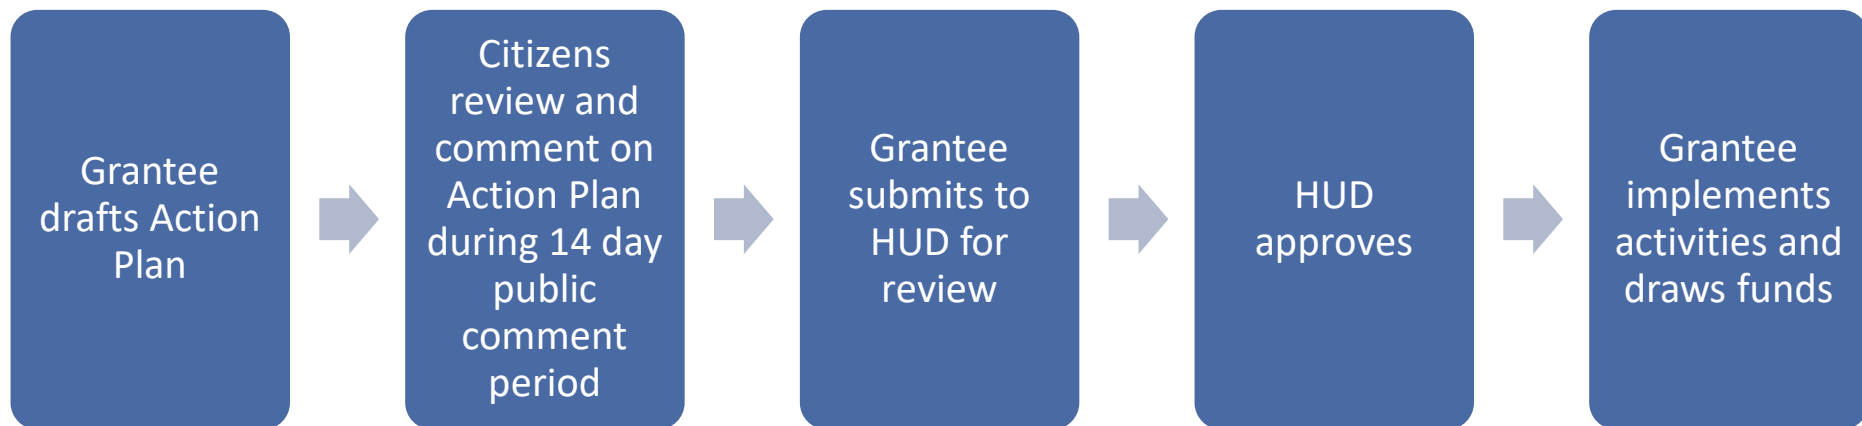 Grantee
drafts Action
Plan
Citizens
review and
comment on
Action Plan
during 14 day
public
comment
period
Grantee
submits to
HUD for
review
HUD
approves
Grantee
implements
activities and
draws funds